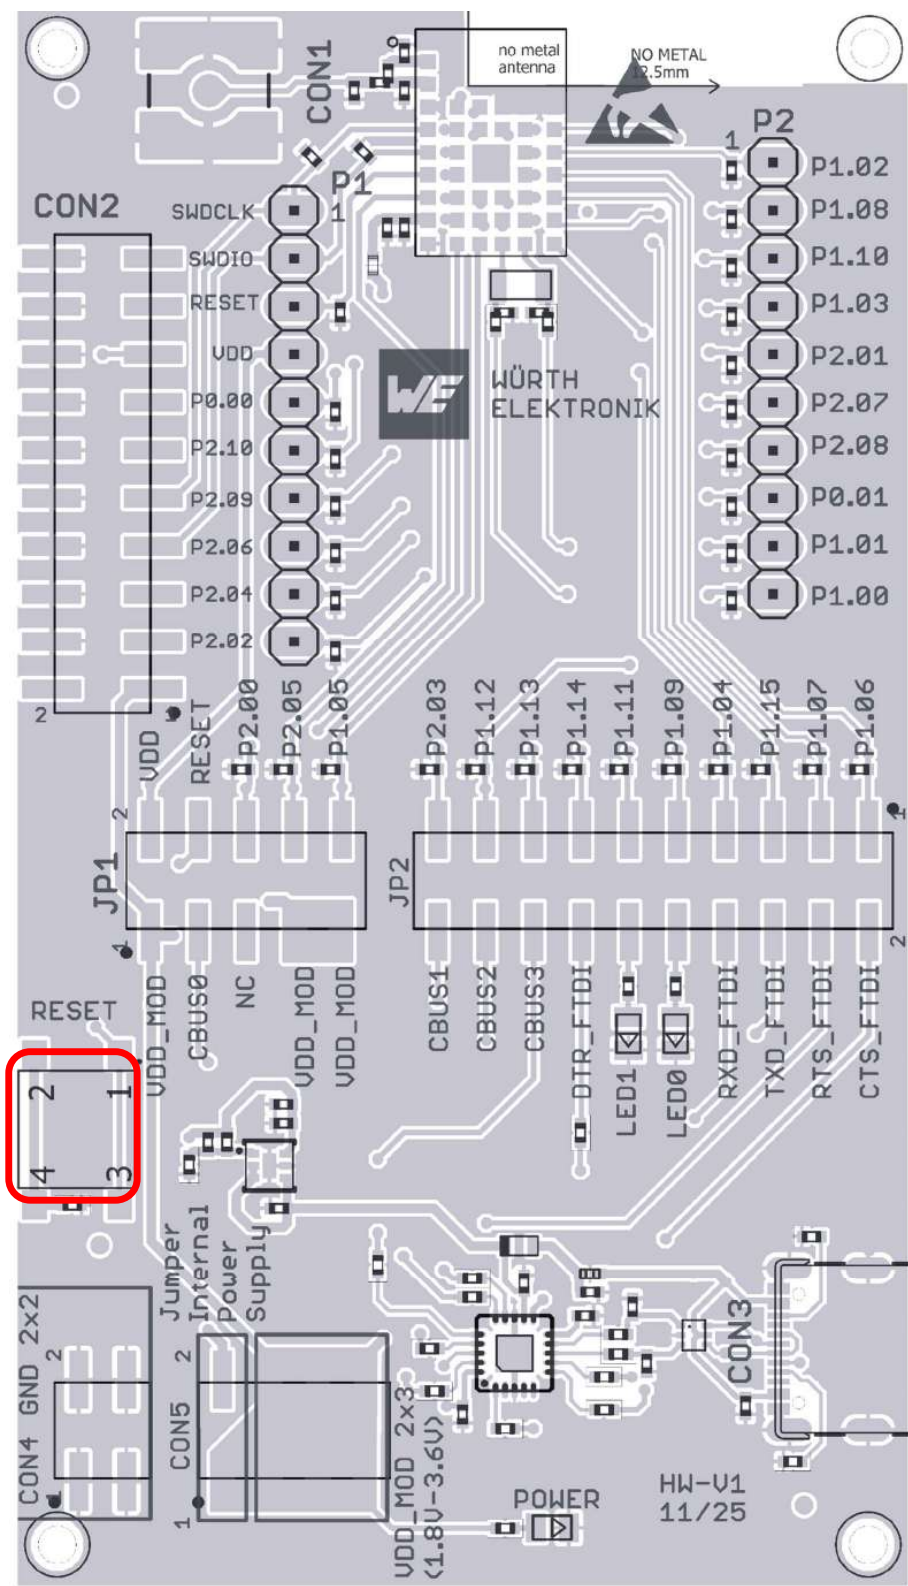 no metal
antenna
NO METAL
12.5mm
CON1
P2
1
P1.02
P1.08
P1.10
P1.03
P2.01
P2.07
P2.08
P0.01
P1.01
P1.00
CON2
P1
1
SWDCLK
SWDIO
RESET
VDD
P0.00
P2.10
P2.09
P2.06
P2.04
P2.02
WE
WÜRTH
ELEKTRONIK
2
1
VDD
RESET
P2.00
P2.05
P1.05
P2.03
P1.12
P1.13
P1.14
P1.11
P1.09
P1.04
P1.15
P1.07
P1.06
2
1
JP1
JP2
1
2
VDD_MOD
CBUS0
NC
VDD_MOD
VDD_MOD
CBUS1
CBUS2
CBUS3
DTR_FTDI
LED1
LED0
RXD_FTDI
TXD_FTDI
RTS_FTDI
CTS_FTDI
RESET
2
1
4
3
Jumper
Internal
Power
Supply
CON4 GND 2x2
2
1
CON5
2
1
VDD_MOD 2x3
(1.8V-3.6V)
CON3
POWER
HW-V1
11/25